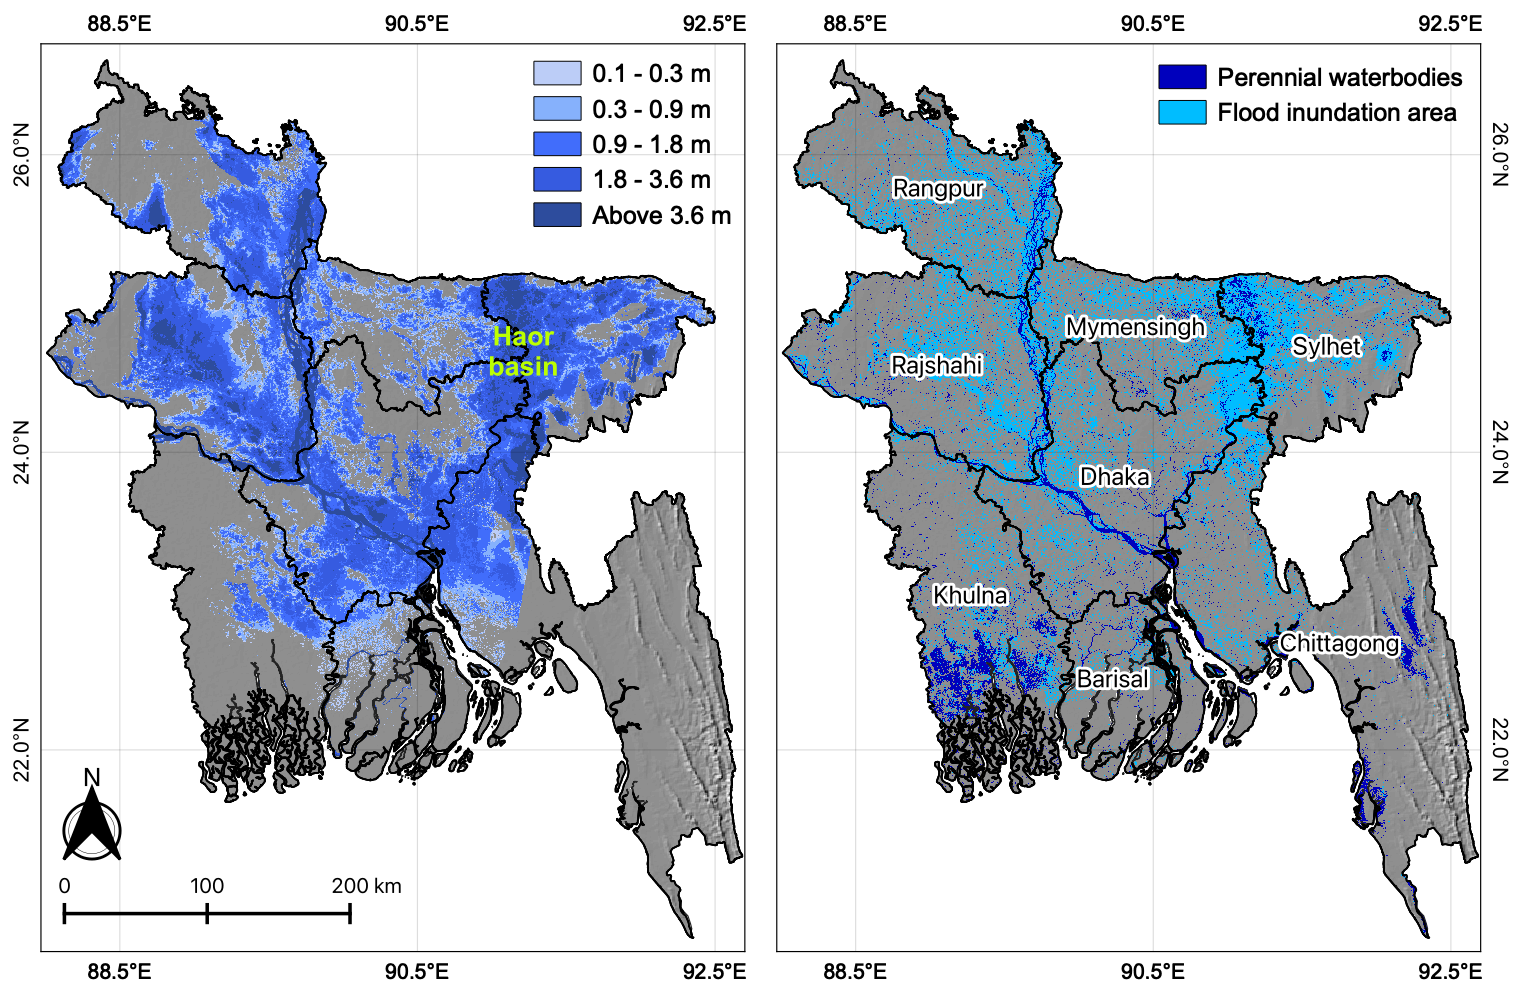 88.5°E 90.5°E 92.5°E
0.1 - 0.3 m
0.3 - 0.9 m
0.9 - 1.8 m
1.8 - 3.6 m
Above 3.6 m
26.0°N
24.0°N
22.0°N
Haor
basin
N
0 100 200 km
88.5°E 90.5°E 92.5°E
88.5°E 90.5°E 92.5°E
Perennial waterbodies
Flood inundation area
26.0°N
Rangpur
Mymensingh
Sylhet
Rajshahi
24.0°N
Dhaka
Khulna
Chittagong
Barisal
22.0°N
88.5°E 90.5°E 92.5°E